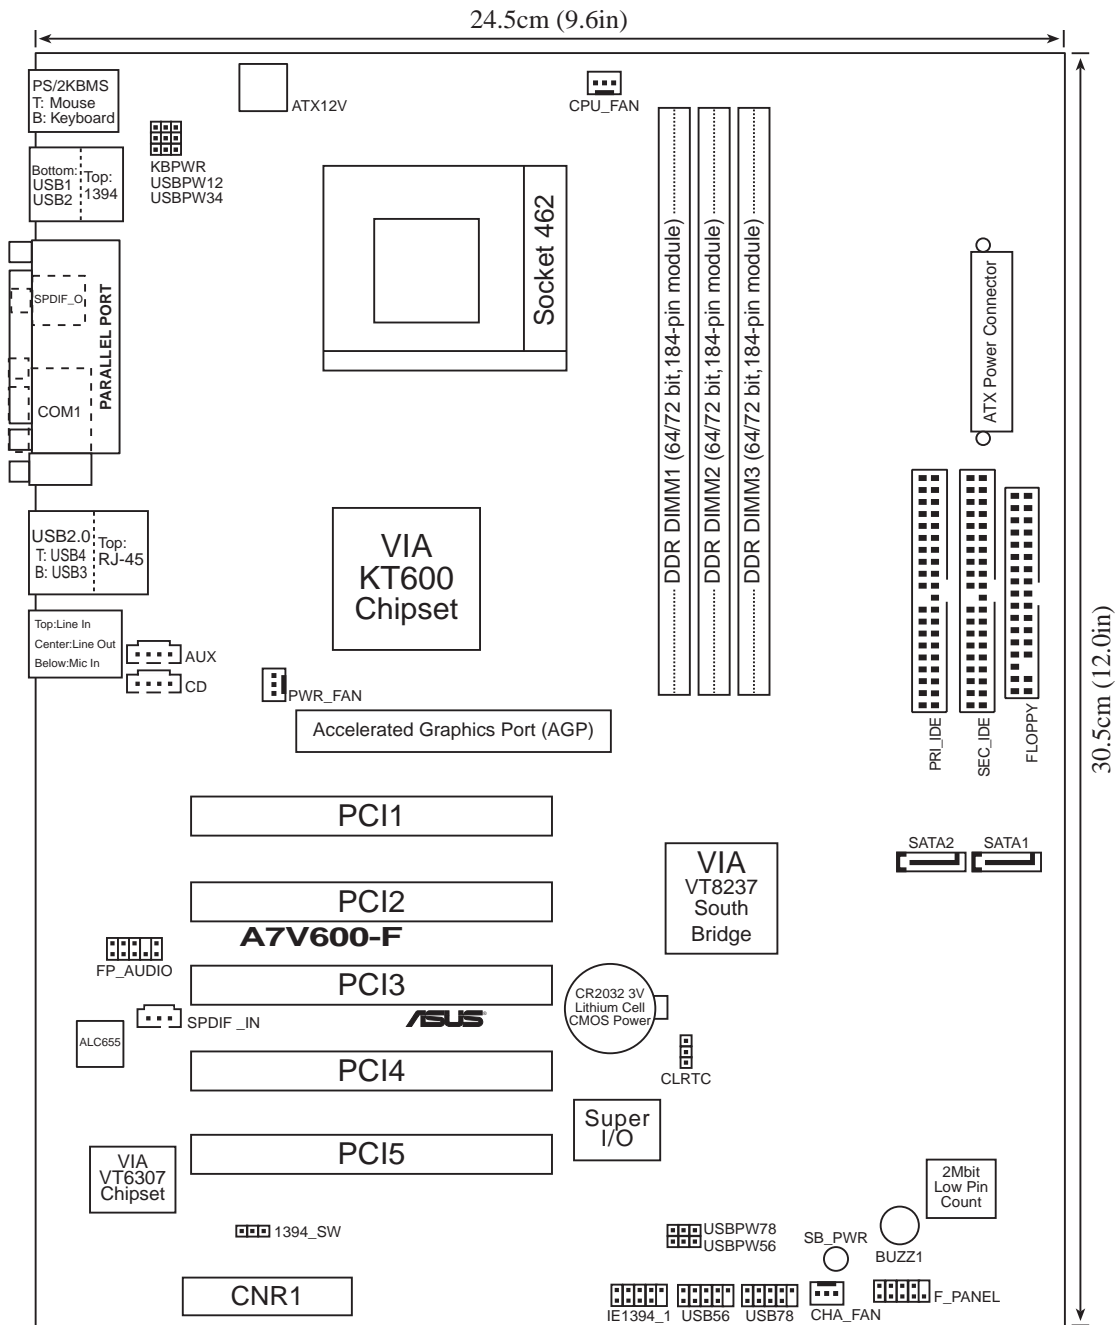 24.5cm (9.6in)
PS/2KBMS
T: Mouse
B: Keyboard
ATX12V
CPU_FAN
KBPWR
USBPW12
USBPW34
Bottom:
USB1
USB2
Top:
1394
Socket 462
DDR DIMM1 (64/72 bit,184-pin module)
DDR DIMM2 (64/72 bit,184-pin module)
DDR DIMM3 (64/72 bit,184-pin module)
ATX Power Connector
SPDIF_O
PARALLEL PORT
COM1
USB2.0
T: USB4
B: USB3
Top:
RJ-45
VIA
KT600
Chipset
Top:Line In
Center:Line Out
Below:Mic In
AUX
CD
PWR_FAN
Accelerated Graphics Port (AGP)
PRI_IDE
SEC_IDE
FLOPPY
30.5cm (12.0in)
PCI1
SATA2
SATA1
VIA
VT8237
South
Bridge
PCI2
A7V600-F
FP_AUDIO
PCI3
CR2032 3V
Lithium Cell
CMOS Power
SPDIF _IN
ASUS
ALC655
PCI4
CLRTC
Super
I/O
PCI5
VIA
VT6307
Chipset
2Mbit
Low Pin
Count
1394_SW
USBPW78
USBPW56
SB_PWR
BUZZ1
CNR1
IE1394_1
USB56
USB78
CHA_FAN
F_PANEL